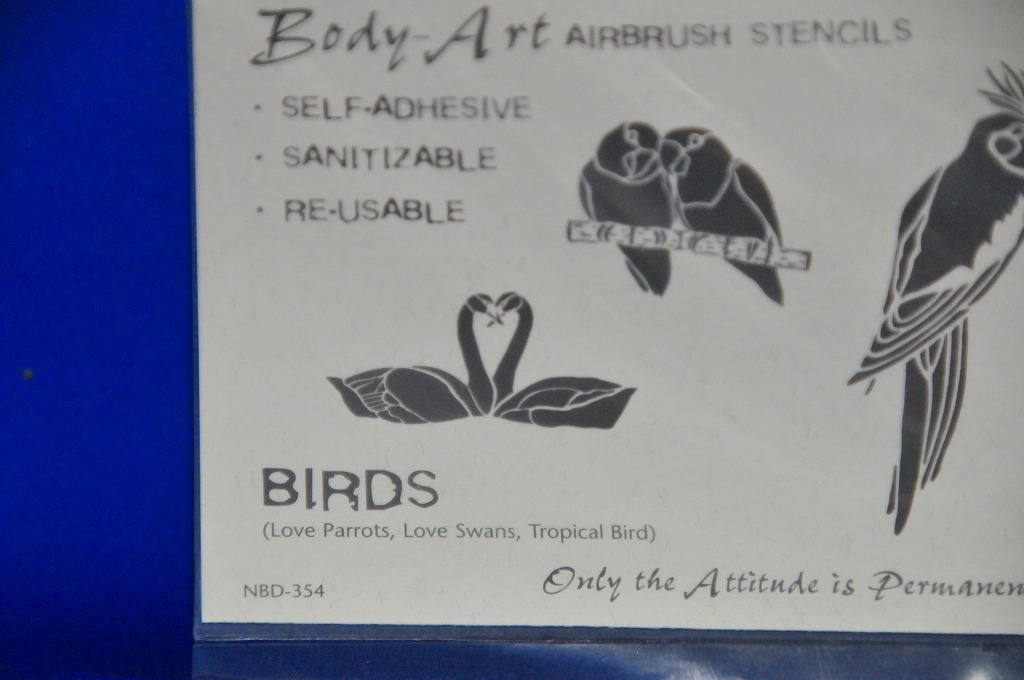 Body-Art AIRBRUSH STENCILS
· SELF-ADHESIVE
· SANITIZABLE
· RE-USABLE
BIRDS
(Love Parrots, Love Swans, Tropical Bird)
NBD-354
Only the Attitude is Permanen